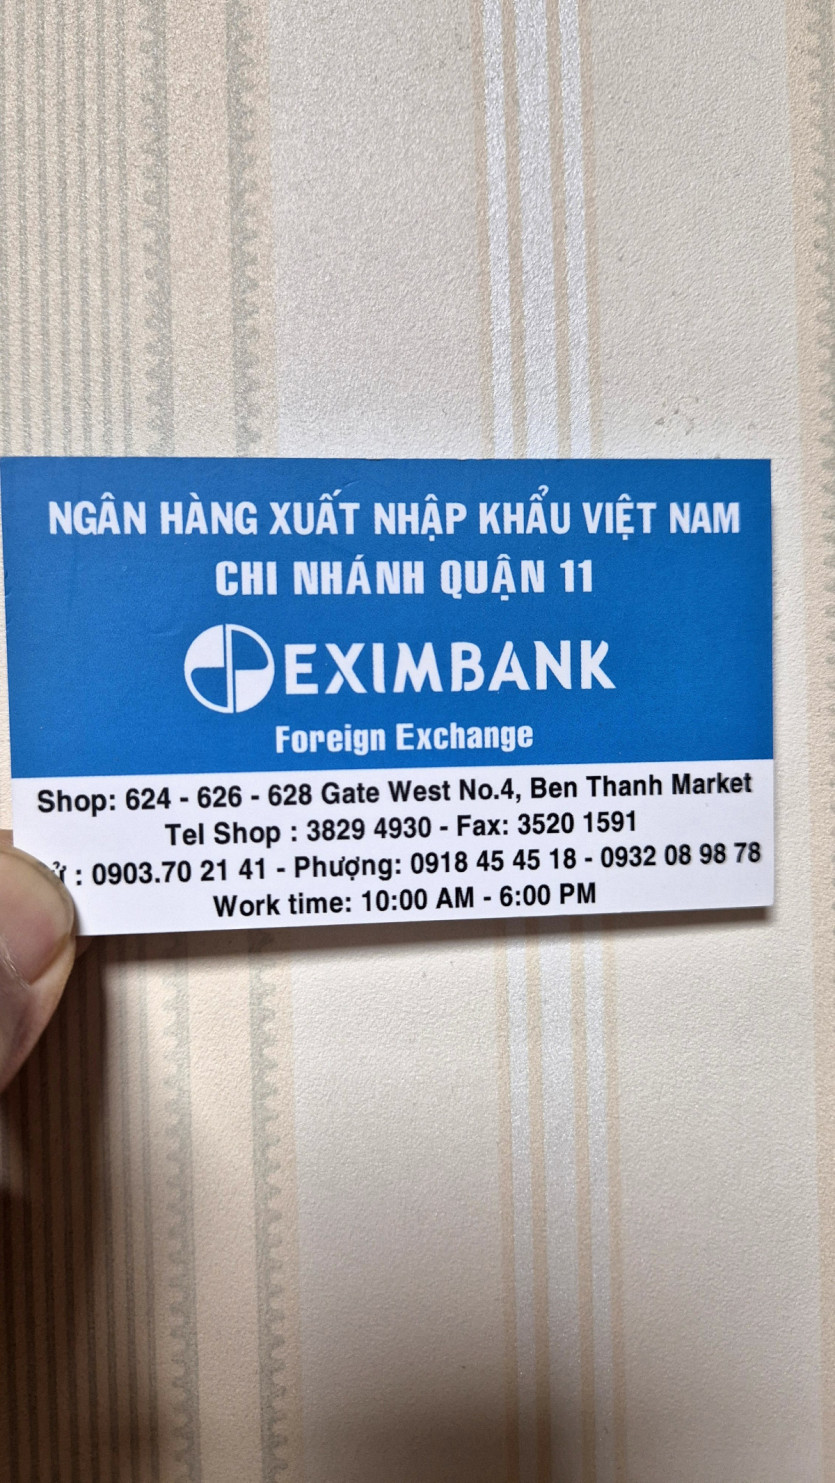 NGÂN HÀNG XUẤT NHẬP KHẨU VIỆT NAM
CHI NHÁNH QUẬN 11
EXIMBANK
Foreign Exchange
Shop: 624 - 626 - 628 Gate West No.4, Ben Thanh Market
Tel Shop : 3829 4930 - Fax: 3520 1591
: 0903.70 21 41 - Phượng: 0918 45 45 18 - 0932 08 98 78
Work time: 10:00 AM - 6:00 PM